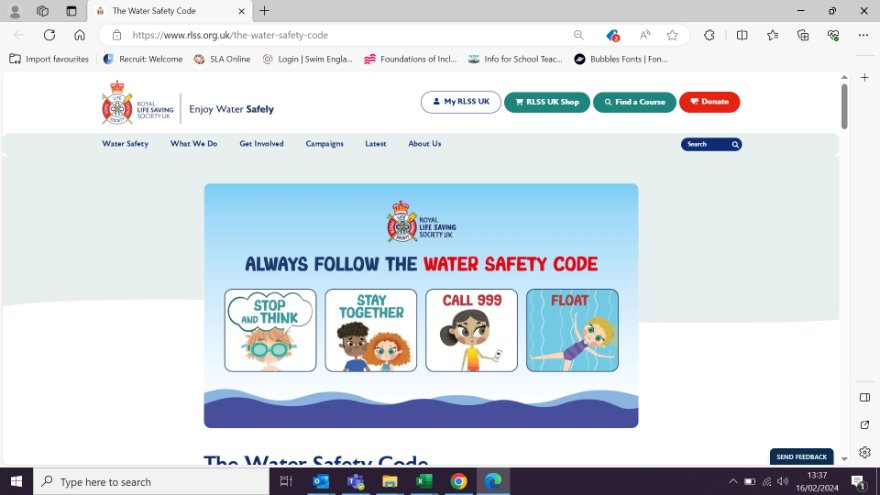 The Water Safety Code
https://www.rlss.org.uk/the-water-safety-code
Import favourites
Recruit: Welcome
SLA Online
Login | Swim Engla...
Foundations of Incl...
Info for School Teac...
Bubbles Fonts | Fon...
ROYAL
LIFE SAVING
SOCIETY UK
Enjoy Water Safely
My RLSS UK
RLSS UK Shop
Find a Course
Donate
Water Safety
What We Do
Get Involved
Campaigns
Latest
About Us
Search
ROYAL
LIFE SAVING
SOCIETY UK
ALWAYS FOLLOW THE WATER SAFETY CODE
STOP
AND THINK
STAY
TOGETHER
CALL 999
FLOAT
The Water Safety Code
SEND FEEDBACK
Type here to search
13:37
16/02/2024